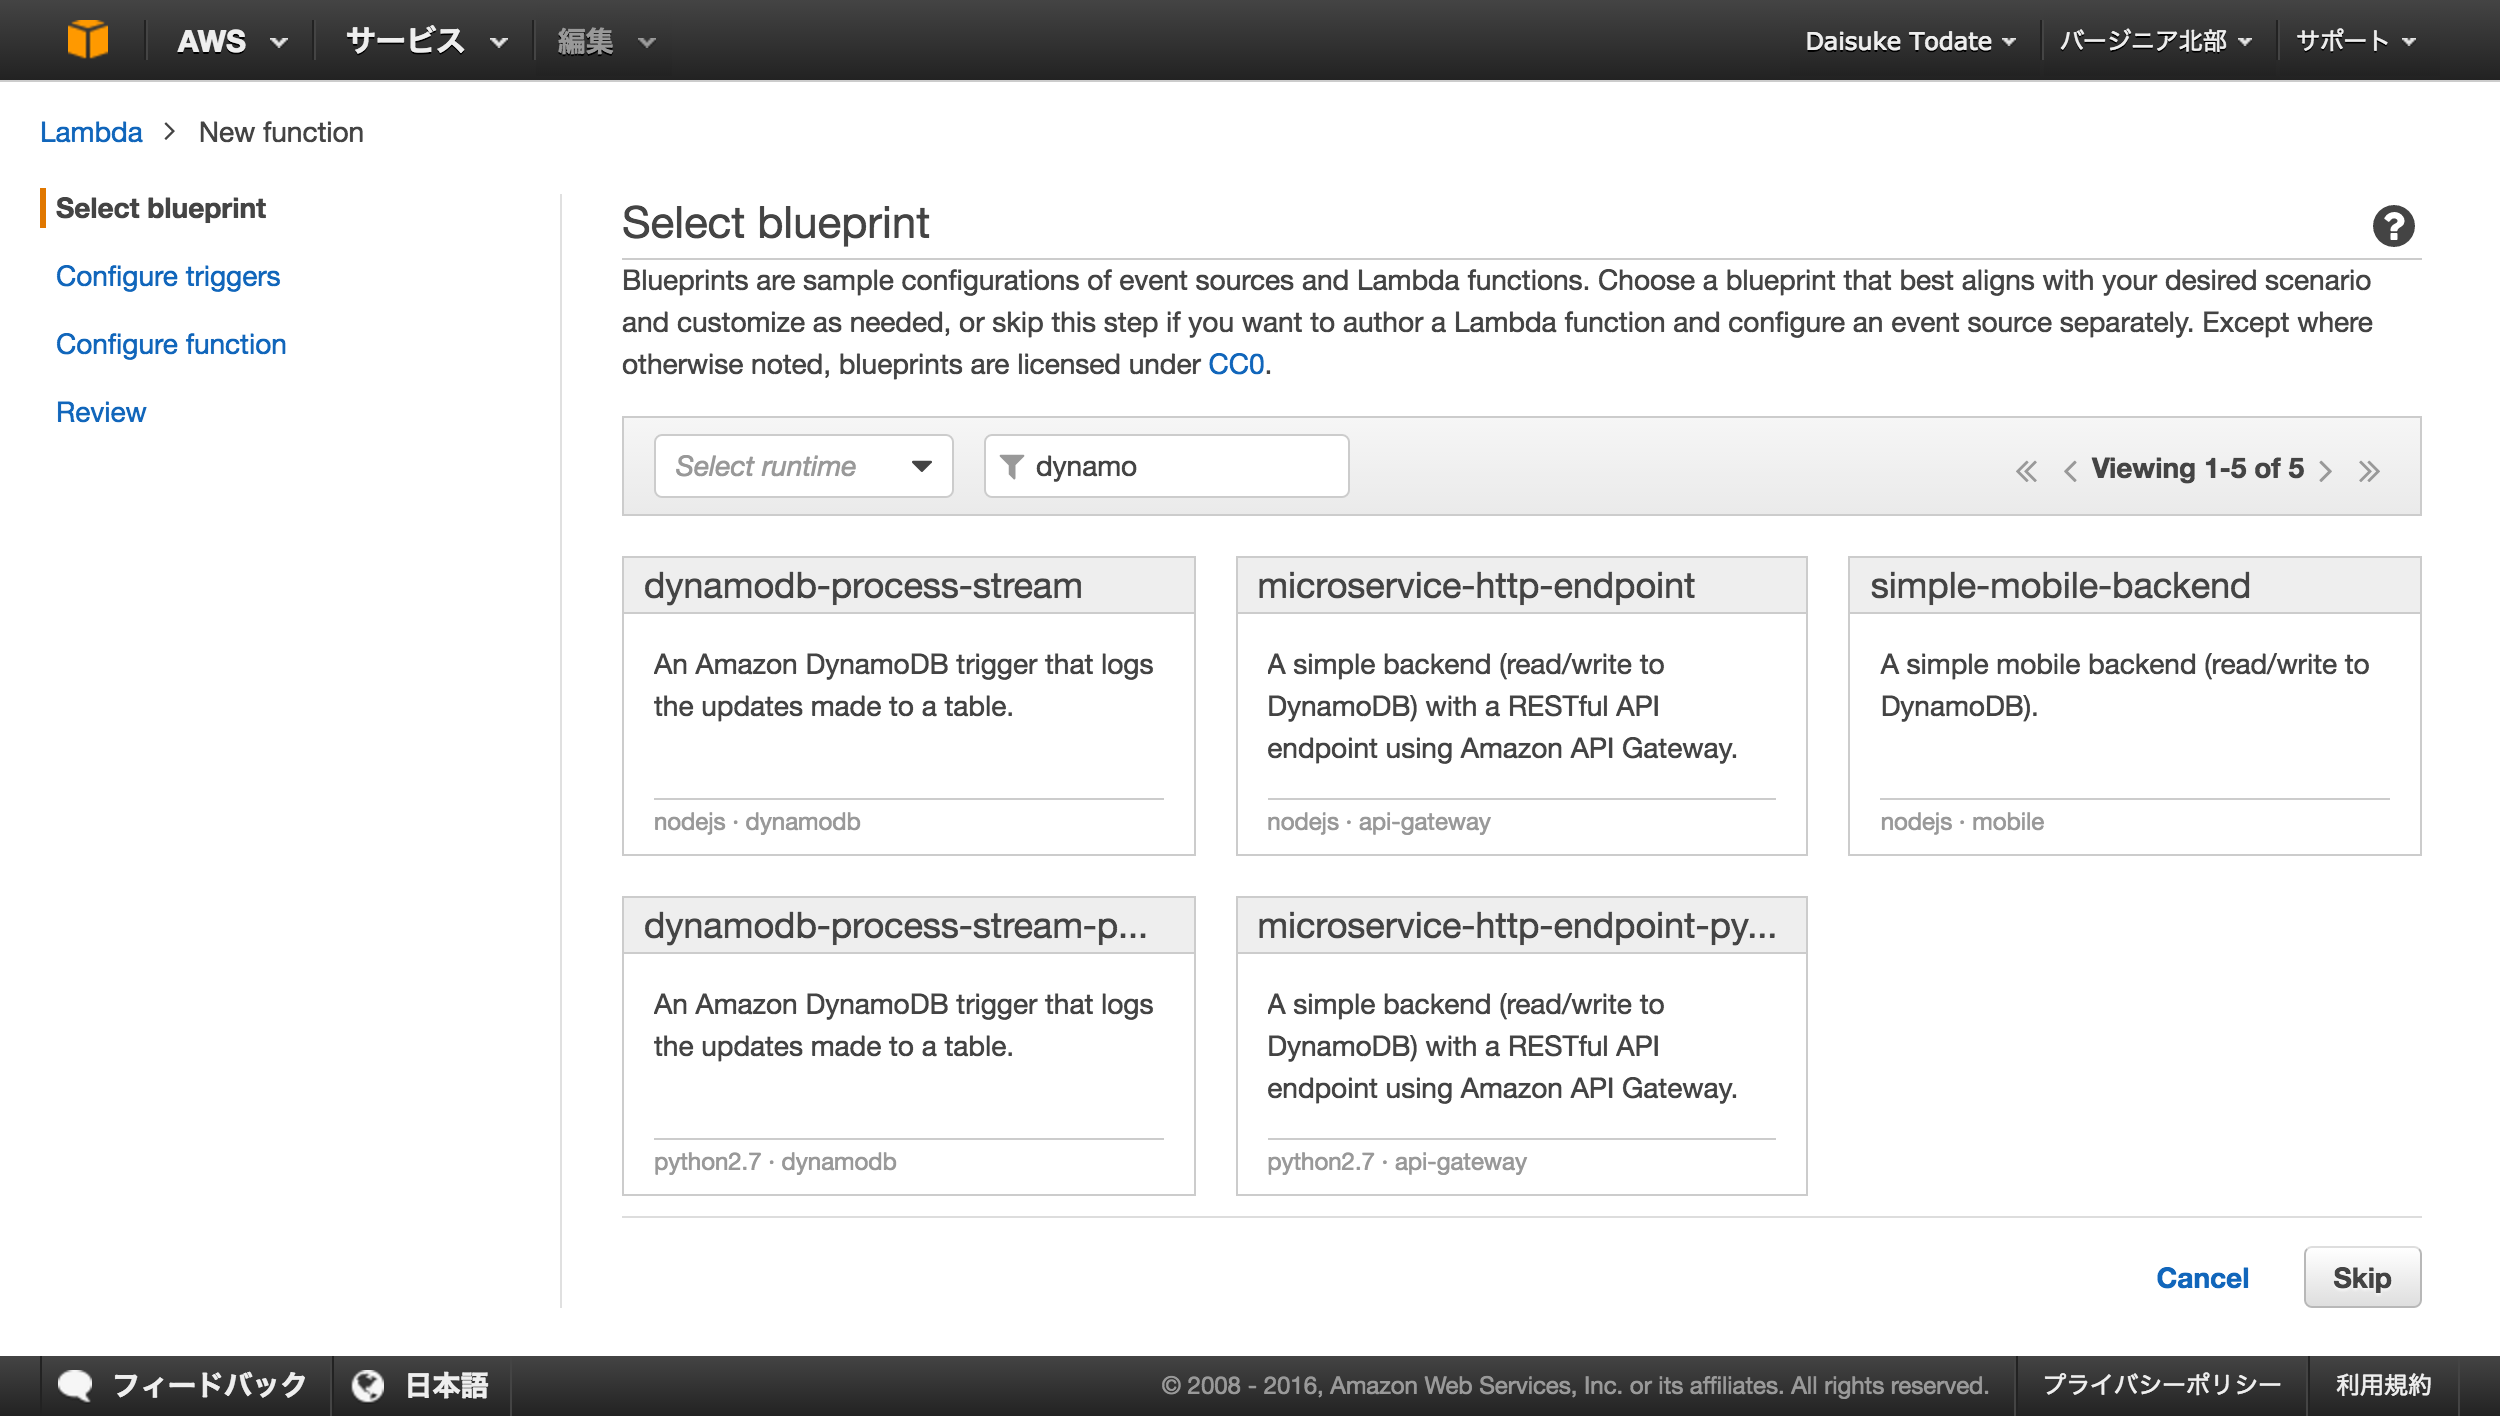 AWS サービス 編集 Daisuke Todate バージニア北部 サポート
Lambda New function
Select blueprint
Configure triggers
Configure function
Review
Select blueprint
Blueprints are sample configurations of event sources and Lambda functions. Choose a blueprint that best aligns with your desired scenario
and customize as needed, or skip this step if you want to author a Lambda function and configure an event source separately. Except where
otherwise noted, blueprints are licensed under CC0.
Select runtime dynamo « < Viewing 1-5 of 5 > »
dynamodb-process-stream
An Amazon DynamoDB trigger that logs
the updates made to a table.
nodejs · dynamodb
microservice-http-endpoint
A simple backend (read/write to
DynamoDB) with a RESTful API
endpoint using Amazon API Gateway.
nodejs · api-gateway
simple-mobile-backend
A simple mobile backend (read/write to
DynamoDB).
nodejs · mobile
dynamodb-process-stream-p...
An Amazon DynamoDB trigger that logs
the updates made to a table.
python2.7 · dynamodb
microservice-http-endpoint-py...
A simple backend (read/write to
DynamoDB) with a RESTful API
endpoint using Amazon API Gateway.
python2.7 · api-gateway
Cancel Skip
フィードバック 日本語 © 2008 - 2016, Amazon Web Services, Inc. or its affiliates. All rights reserved. プライバシーポリシー 利用規約